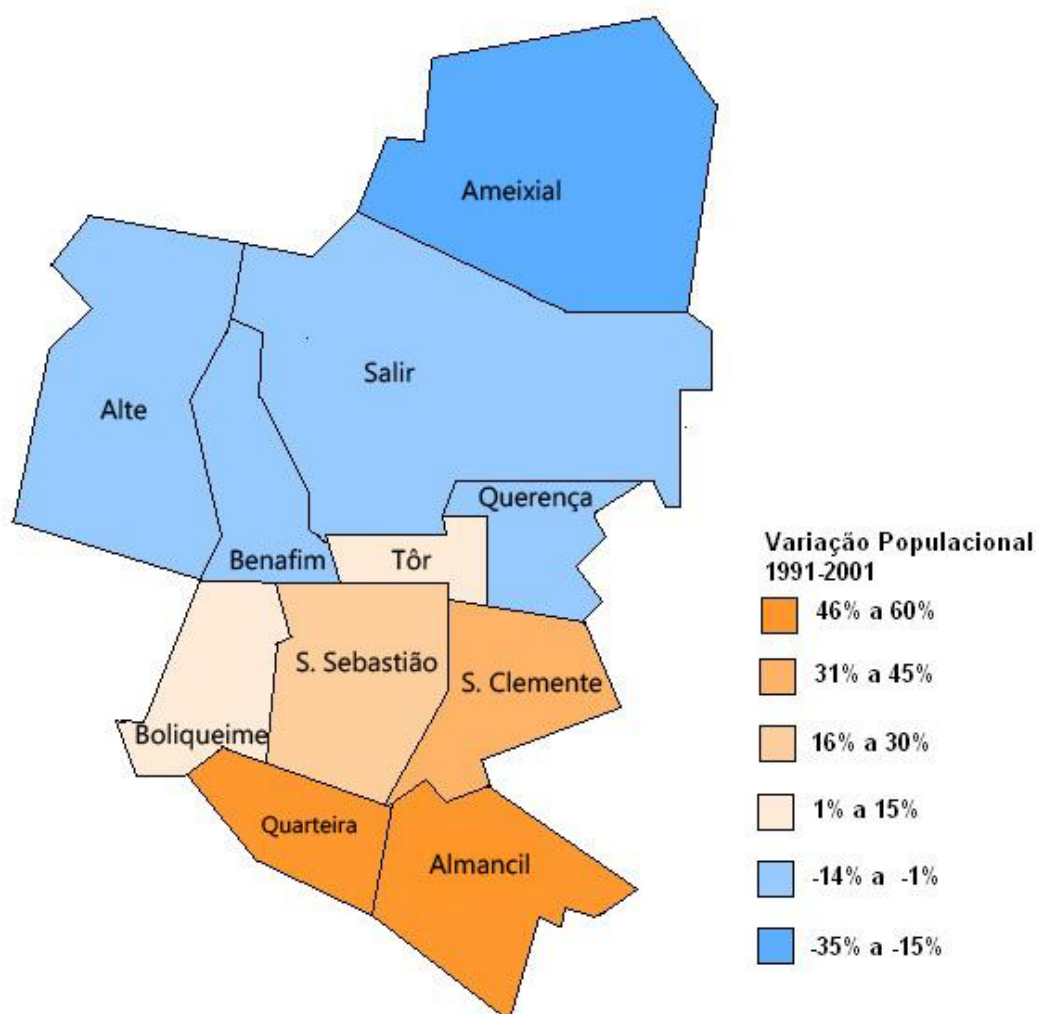 Ameixial
Salir
Alte
Querença
Benafim
Tôr
S. Sebastião
S. Clemente
Boliqueime
Quarteira
Almancil
Variação Populacional
1991-2001
46% a 60%
31% a 45%
16% a 30%
1% a 15%
-14% a -1%
-35% a -15%